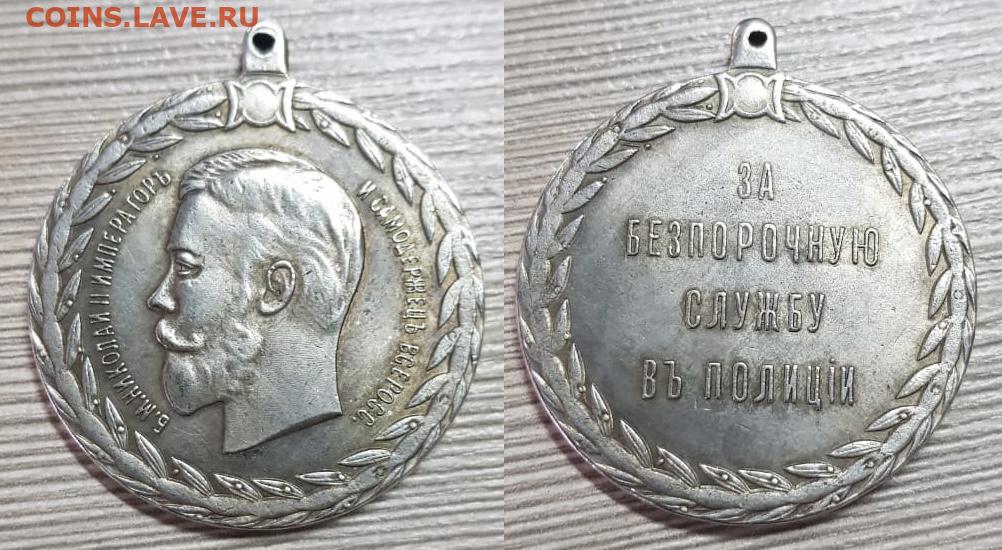 COINS.LAVE.RU
Б.М.НИКОЛАЙ II ИМПЕРАТОРЪ
И САМОДЕРЖЕЦЪ ВСЕРОСС.
ЗА
БЕЗПОРОЧНУЮ
СЛУЖБУ
ВЪ ПОЛИЦІИ